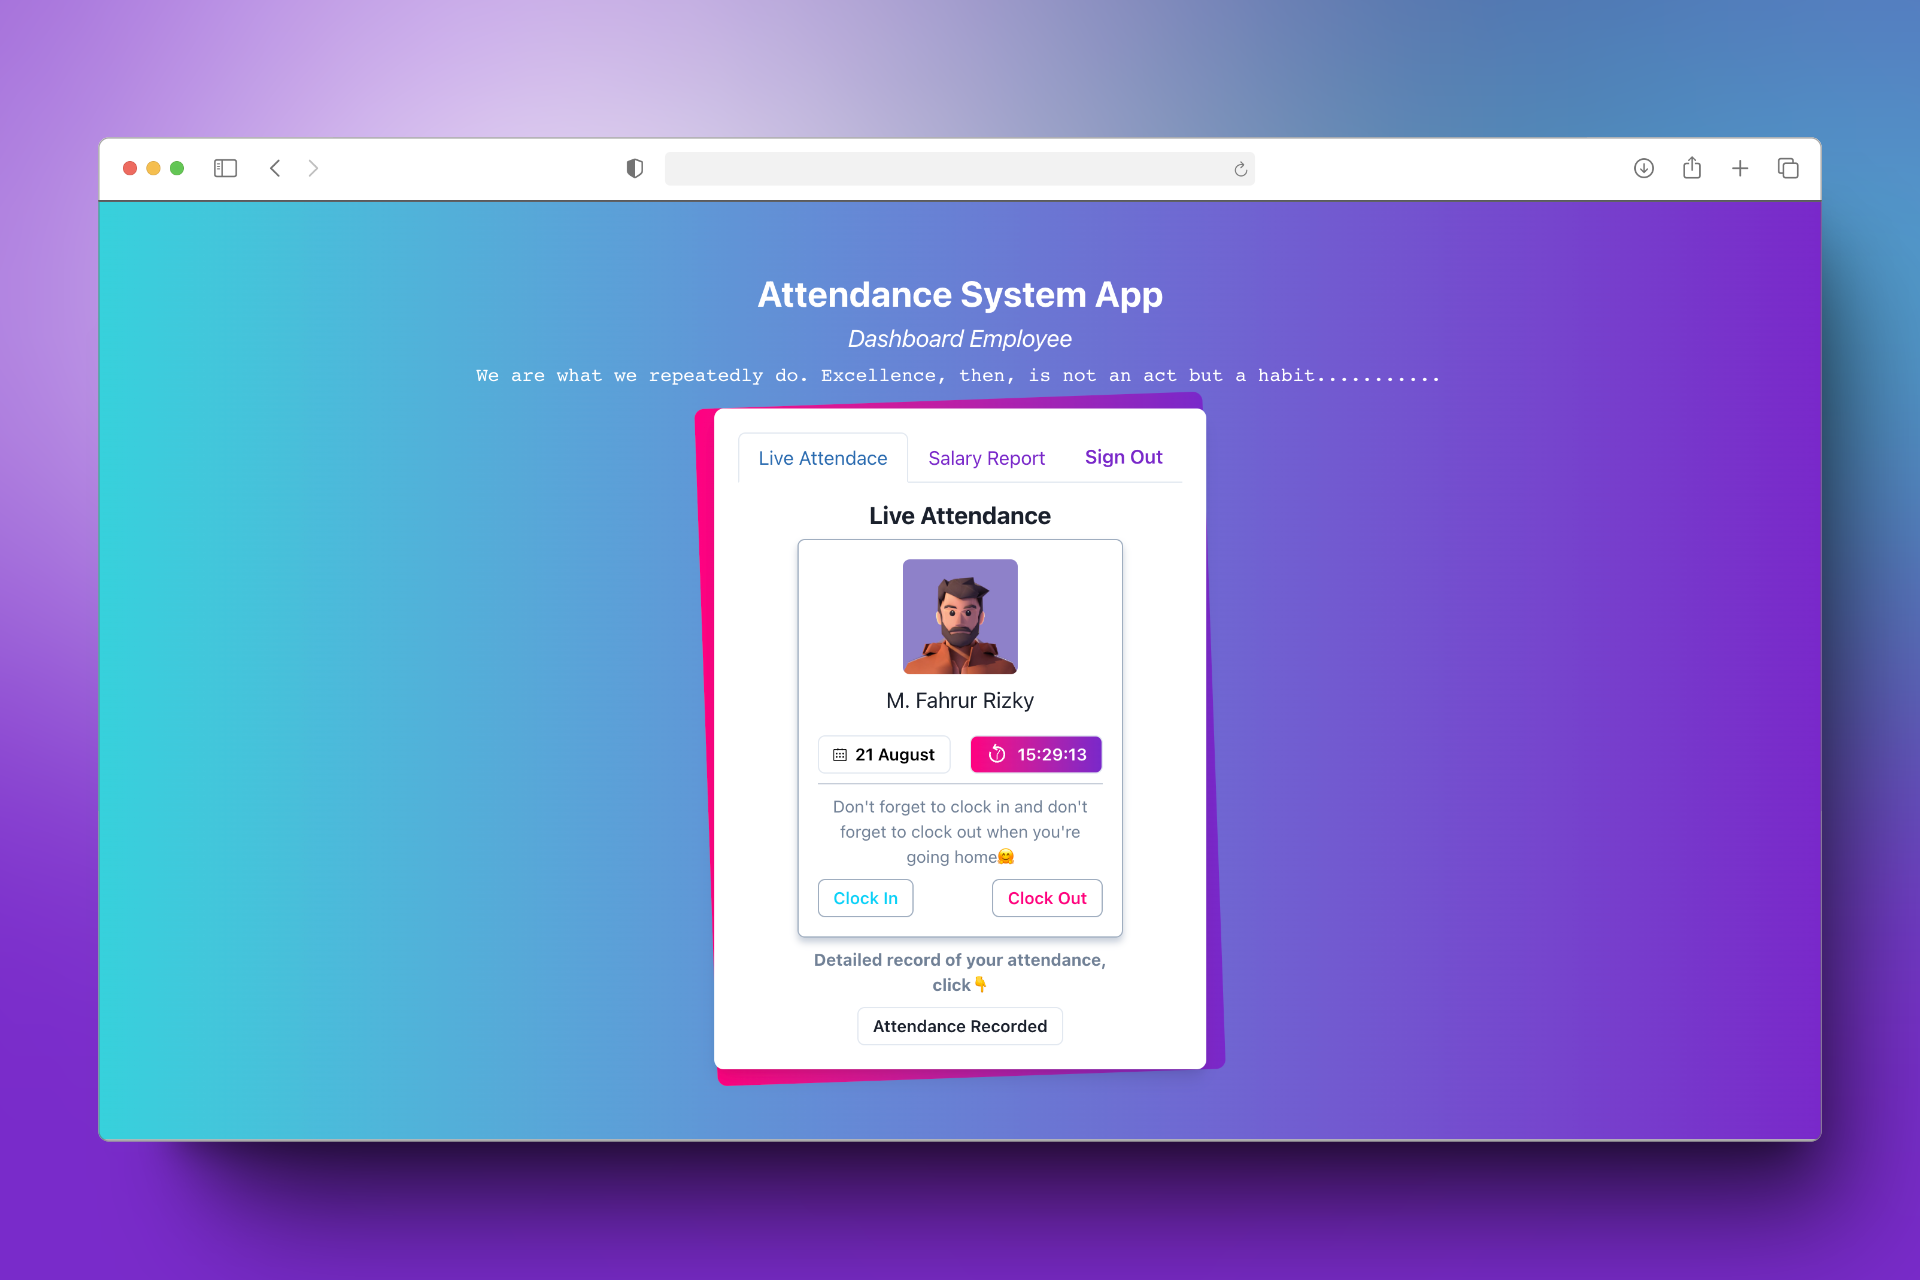 Attendance System App
Dashboard Employee
We are what we repeatedly do. Excellence, then, is not an act but a habit...........
Live Attendace
Salary Report
Sign Out
Live Attendance
M. Fahrur Rizky
21 August
15:29:13
Don't forget to clock in and don't
forget to clock out when you're
going home🤗
Clock In
Clock Out
Detailed record of your attendance,
click👇
Attendance Recorded